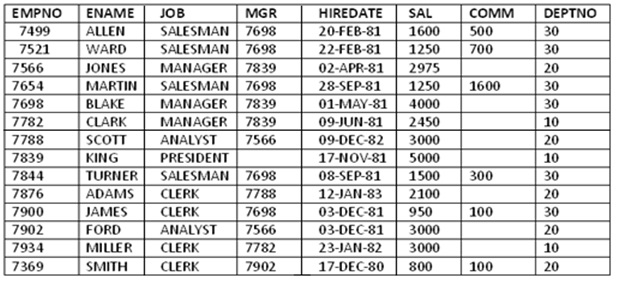 EMPNO ENAME JOB MGR HIREDATE SAL COMM DEPTNO
7499 ALLEN SALESMAN 7698 20-FEB-81 1600 500 30
7521 WARD SALESMAN 7698 22-FEB-81 1250 700 30
7566 JONES MANAGER 7839 02-APR-81 2975 20
7654 MARTIN SALESMAN 7698 28-SEP-81 1250 1600 30
7698 BLAKE MANAGER 7839 01-MAY-81 4000 30
7782 CLARK MANAGER 7839 09-JUN-81 2450 10
7788 SCOTT ANALYST 7566 09-DEC-82 3000 20
7839 KING PRESIDENT 17-NOV-81 5000 10
7844 TURNER SALESMAN 7698 08-SEP-81 1500 300 30
7876 ADAMS CLERK 7788 12-JAN-83 2100 20
7900 JAMES CLERK 7698 03-DEC-81 950 100 30
7902 FORD ANALYST 7566 03-DEC-81 3000 20
7934 MILLER CLERK 7782 23-JAN-82 3000 10
7369 SMITH CLERK 7902 17-DEC-80 800 100 20